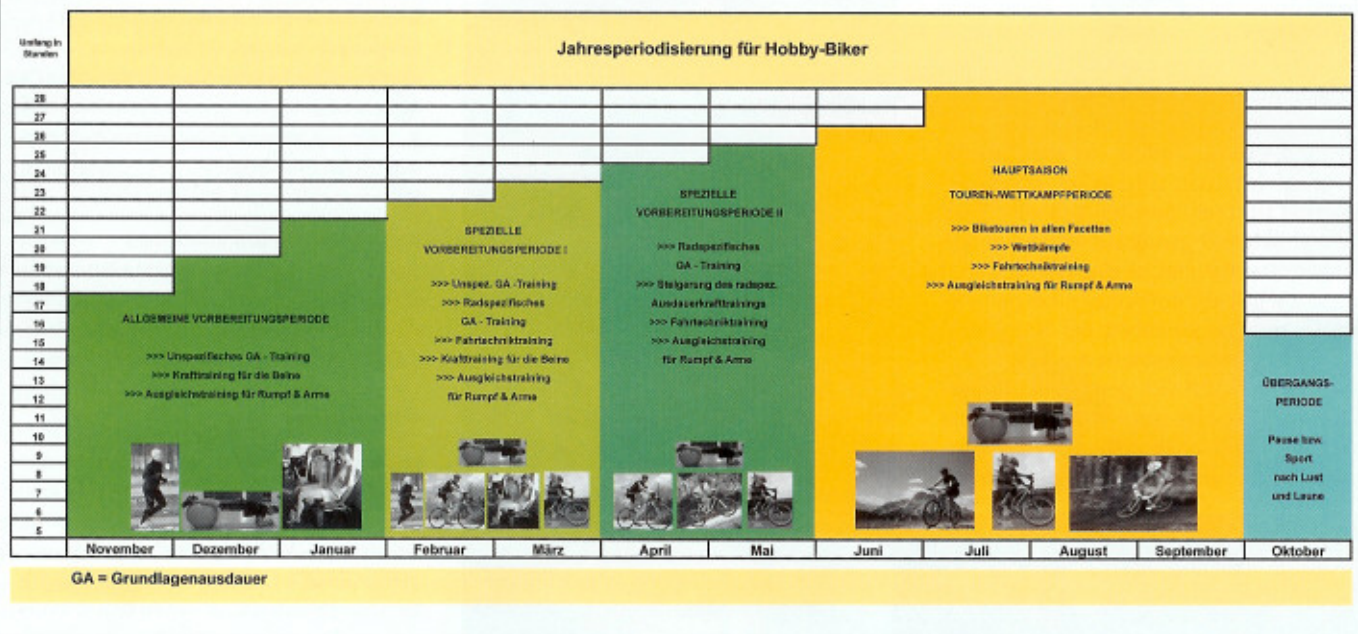 Umfang in
Stunden
Jahresperiodisierung für Hobby-Biker
28
27
26
25
24
23
22
21
20
19
18
17
16
15
14
13
12
11
10
9
8
7
6
5
ALLGEMEINE VORBEREITUNGSPERIODE
>>> Unspezifisches GA - Training
>>> Krafttraining für die Beine
>>> Ausgleichstraining für Rumpf & Arme
SPEZIELLE
VORBEREITUNGSPERIODE I
>>> Unspez. GA -Training
>>> Radspezifisches
GA - Training
>>> Fahrtechniktraining
>>> Krafttraining für die Beine
>>> Ausgleichstraining
für Rumpf & Arme
SPEZIELLE
VORBEREITUNGSPERIODE II
>>> Radspezifisches
GA - Training
>>> Steigerung des radspez.
Ausdauerkrafttrainings
>>> Fahrtechniktraining
>>> Ausgleichstraining
für Rumpf & Arme
HAUPTSAISON
TOUREN-/WETTKAMPFPERIODE
>>> Biketouren in allen Facetten
>>> Wettkämpfe
>>> Fahrtechniktraining
>>> Ausgleichstraining für Rumpf & Arme
ÜBERGANGS-
PERIODE
Pause bzw.
Sport
nach Lust
und Laune
November Dezember Januar Februar März April Mai Juni Juli August September Oktober
GA = Grundlagenausdauer